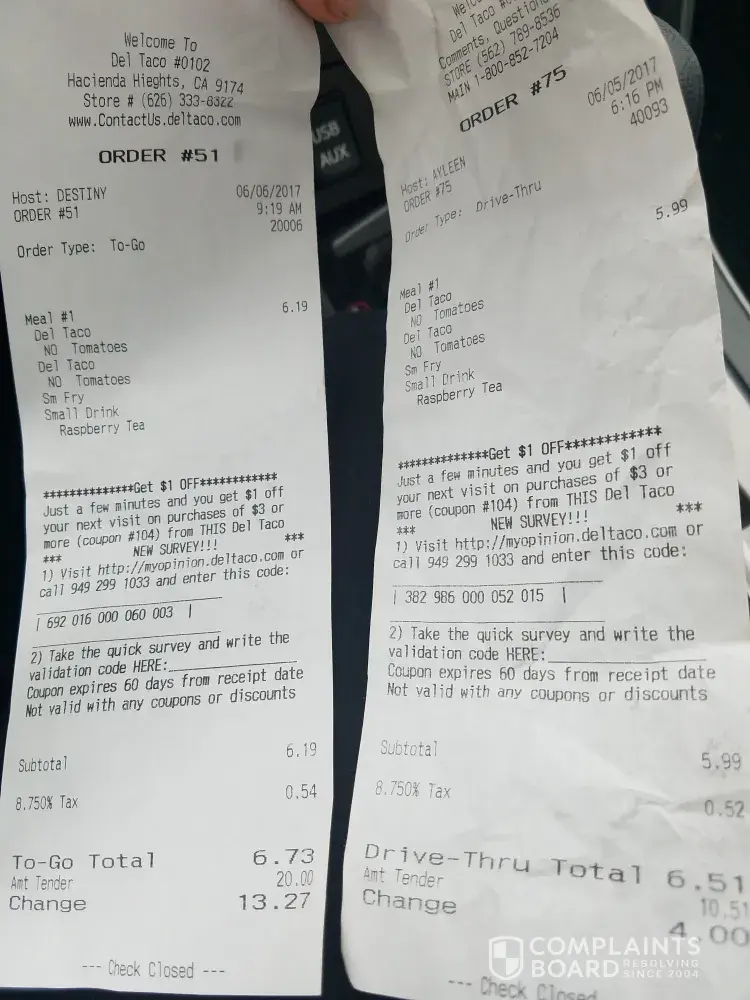 Welcome To
Del Taco #0102
Hacienda Hieghts, CA 9174
Store # (626) 333-8322
www.ContactUs.deltaco.com
ORDER #51
Host: DESTINY 06/06/2017
ORDER #51 9:19 AM
20006
Order Type: To-Go
Meal #1 6.19
Del Taco
NO Tomatoes
Del Taco
NO Tomatoes
Sm Fry
Small Drink
Raspberry Tea
**************Get $1 OFF************
Just a few minutes and you get $1 off
your next visit on purchases of $3 or
more (coupon #104) from THIS Del Taco
*** NEW SURVEY!!! ***
1) Visit http://myopinion.deltaco.com or
call 949 299 1033 and enter this code:
| 692 016 000 060 003 |
2) Take the quick survey and write the
validation code HERE:
Coupon expires 60 days from receipt date
Not valid with any coupons or discounts
Subtotal 6.19
8.750% Tax 0.54
To-Go Total 6.73
Amt Tender 20.00
Change 13.27
--- Check Closed ---
USB
AUX
Del Taco
Comments, Question
STORE (562) 789-8536
MAIN 1-800-852-7204
ORDER #75
06/05/2017
6:16 PM
40093
Host: AYLEEN
ORDER #75
Order Type: Drive-Thru
5.99
Meal #1
Del Taco
NO Tomatoes
Del Taco
NO Tomatoes
Sm Fry
Small Drink
Raspberry Tea
**************Get $1 OFF************
Just a few minutes and you get $1 off
your next visit on purchases of $3 or
more (coupon #104) from THIS Del Taco
*** NEW SURVEY!!! ***
1) Visit http://myopinion.deltaco.com or
call 949 299 1033 and enter this code:
| 382 986 000 052 015 |
2) Take the quick survey and write the
validation code HERE:
Coupon expires 60 days from receipt date
Not valid with any coupons or discounts
Subtotal 5.99
8.750% Tax 0.52
Drive-Thru Total 6.51
Amt Tender 10.51
Change 4.00
--- Check Closed
COMPLAINTS
BOARD RESOLVING
SINCE 2004